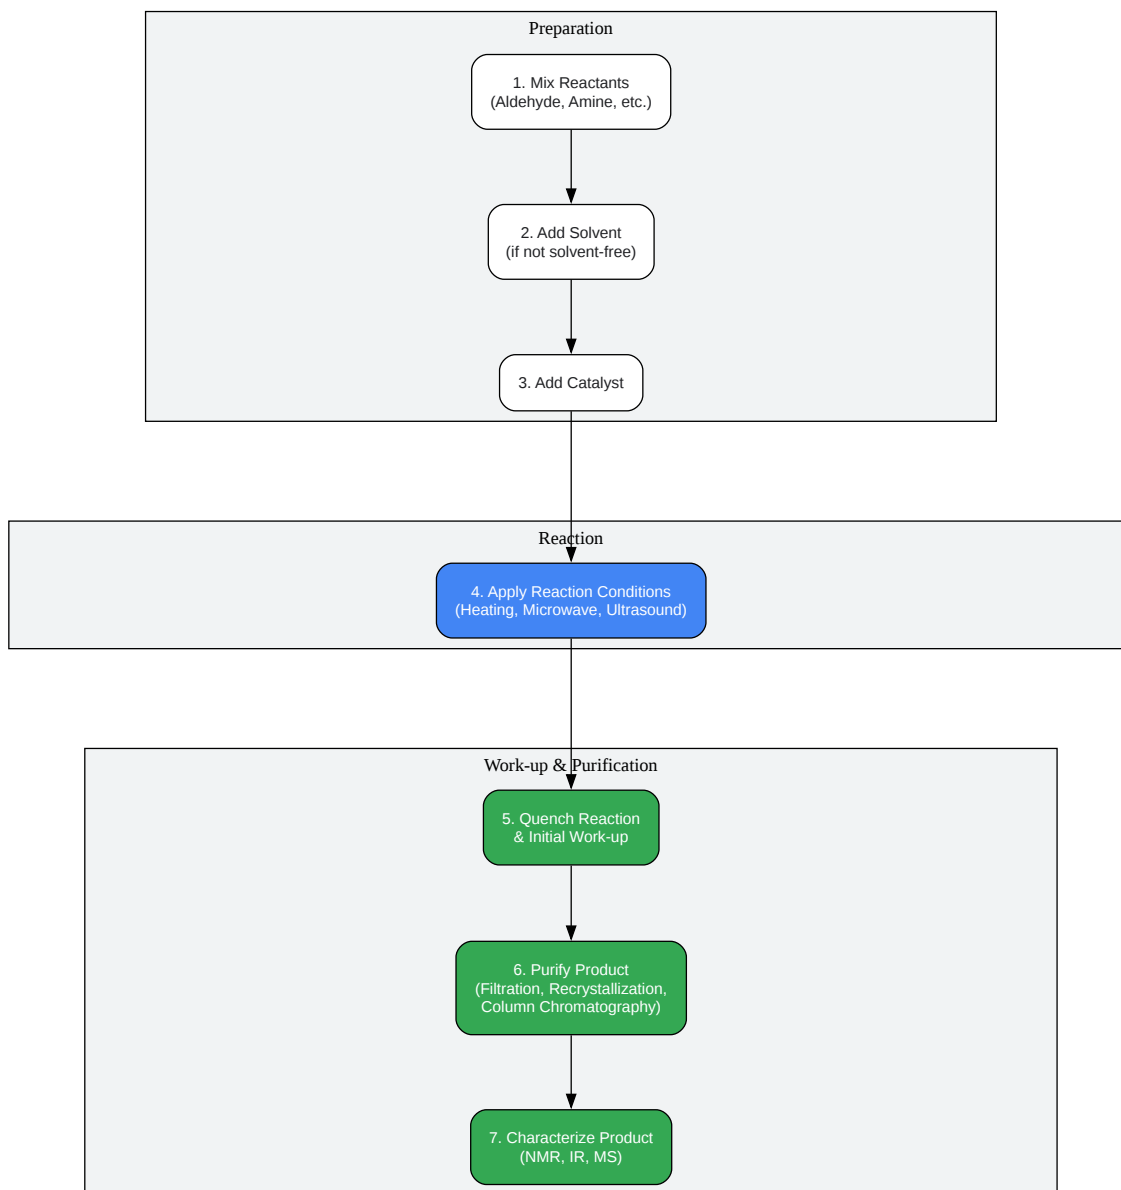 Preparation
1. Mix Reactants
(Aldehyde, Amine, etc.)
2. Add Solvent
(if not solvent-free)
3. Add Catalyst
Reaction
4. Apply Reaction Conditions
(Heating, Microwave, Ultrasound)
Work-up & Purification
5. Quench Reaction
& Initial Work-up
6. Purify Product
(Filtration, Recrystallization,
Column Chromatography)
7. Characterize Product
(NMR, IR, MS)